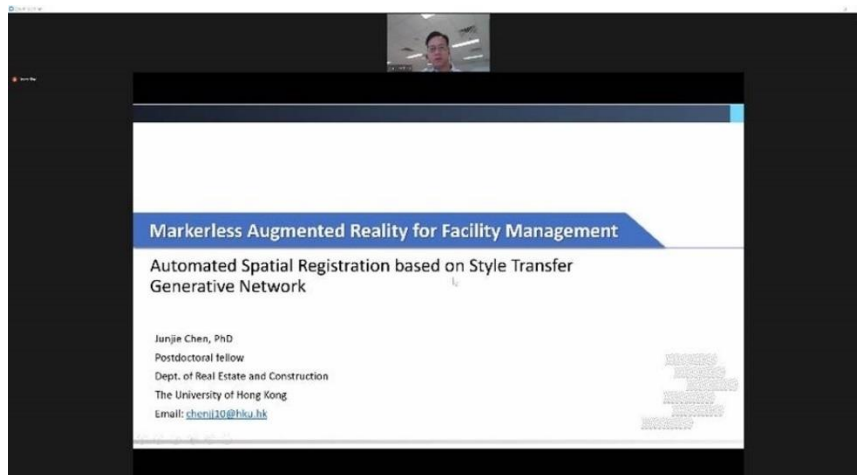 Markerless Augmented Reality for Facility Management
Automated Spatial Registration based on Style Transfer
Generative Network
Junjie Chen, PhD
Postdoctoral fellow
Dept. of Real Estate and Construction
The University of Hong Kong
Email: chenjj10@hku.hk